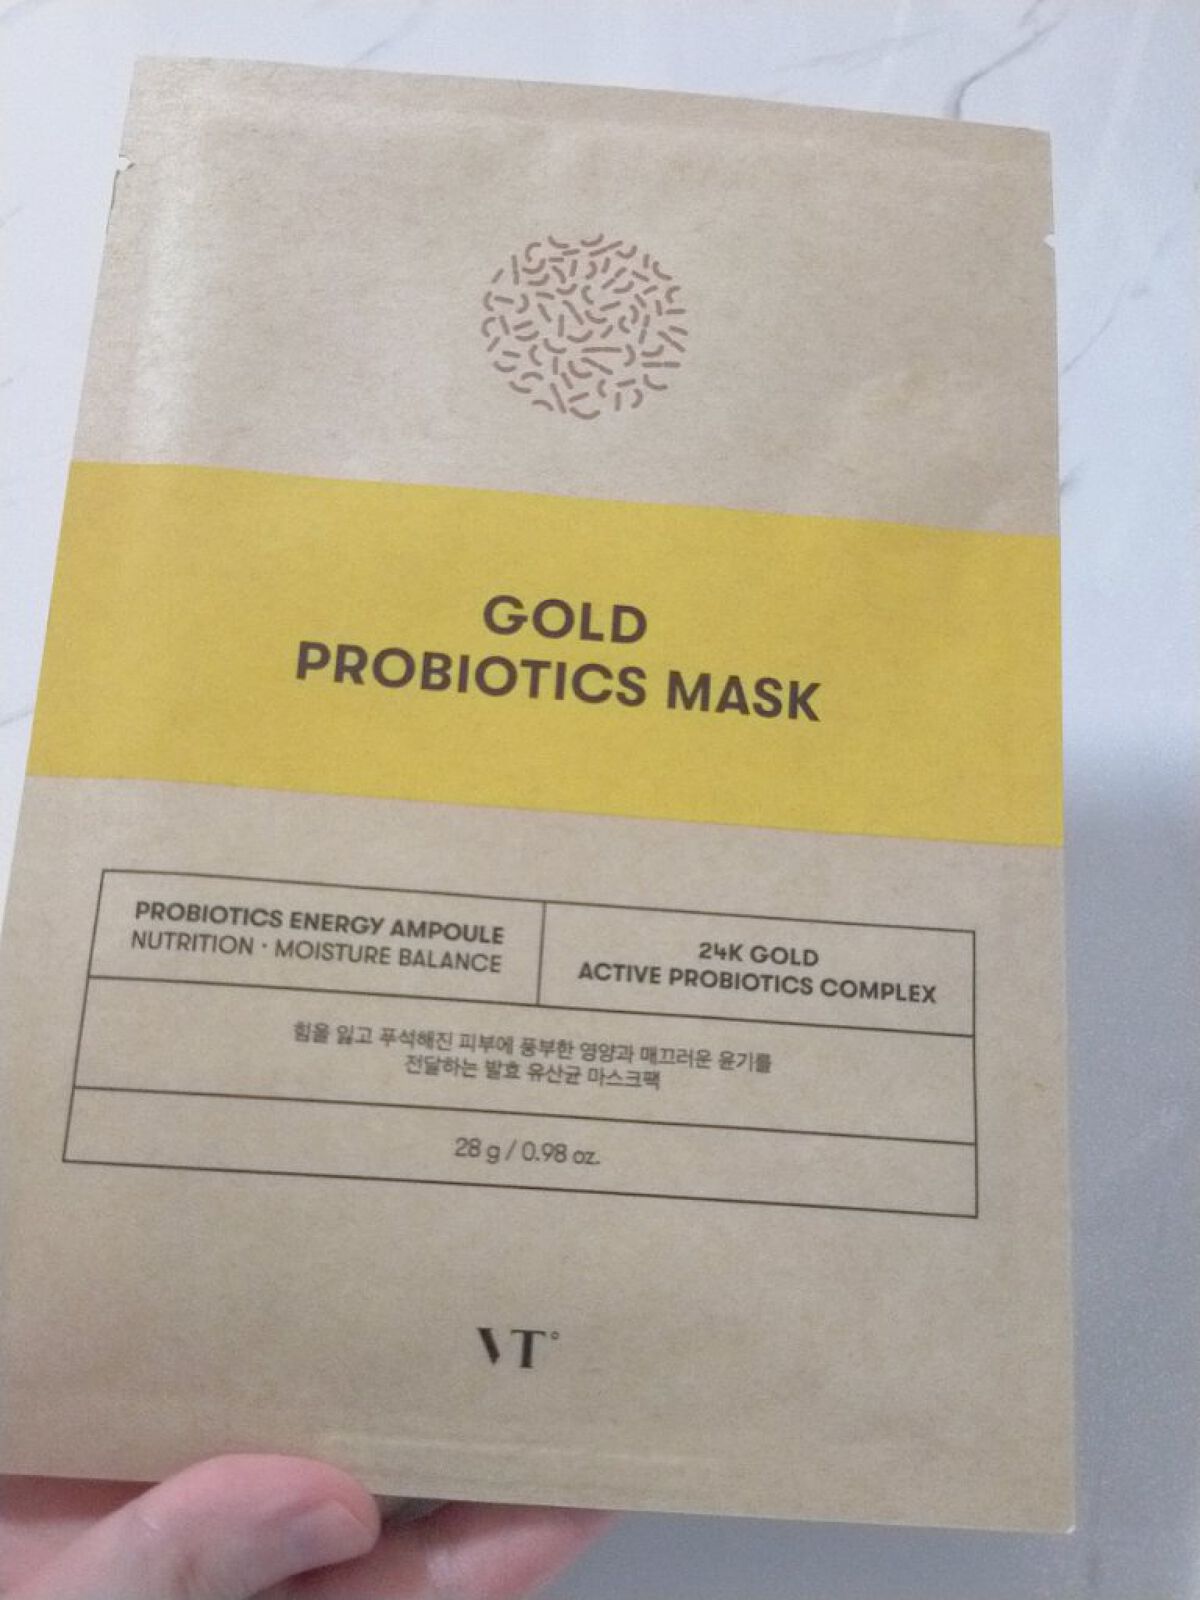 GOLD
PROBIOTICS MASK
PROBIOTICS ENERGY AMPOULE
NUTRITION · MOISTURE BALANCE
24K GOLD
ACTIVE PROBIOTICS COMPLEX
힘을 잃고 푸석해진 피부에 풍부한 영양과 매끄러운 윤기를
전달하는 발효 유산균 마스크팩
28 g / 0.98 oz.
VT°